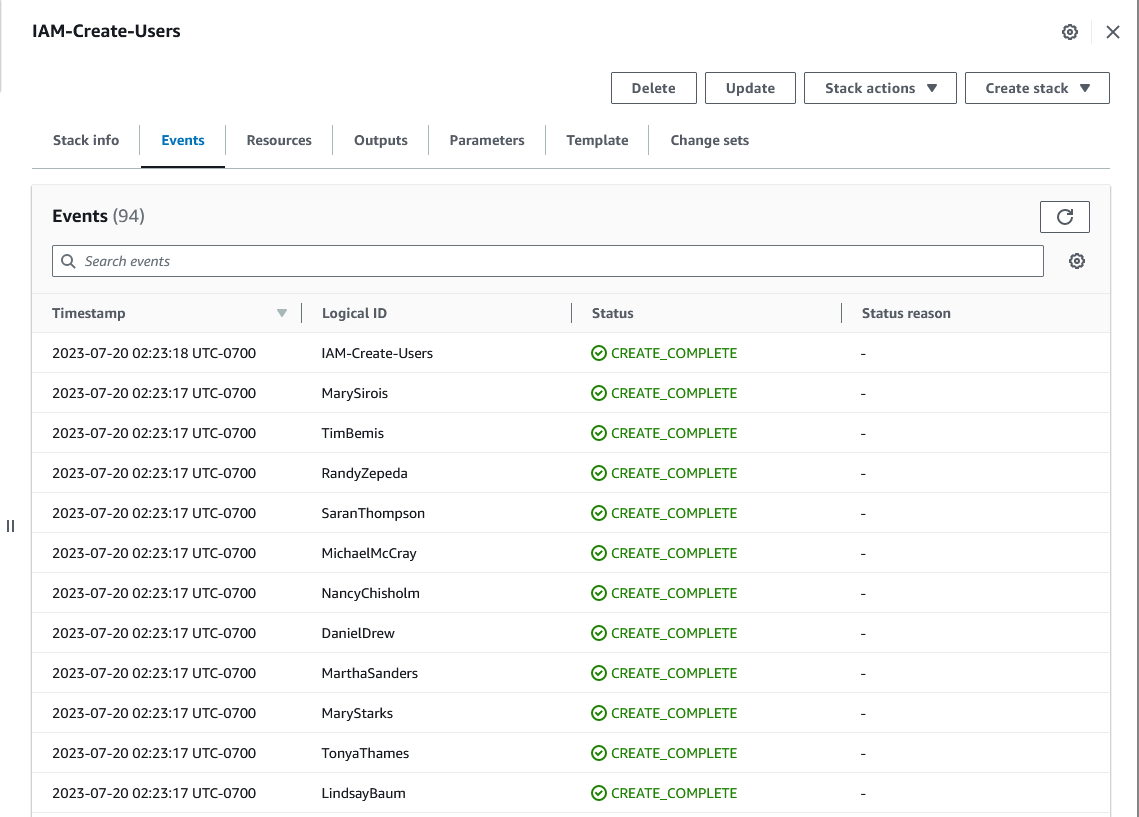 IAM-Create-Users
Delete Update Stack actions Create stack
Stack info Events Resources Outputs Parameters Template Change sets
Events (94)
Search events
Timestamp Logical ID Status Status reason
2023-07-20 02:23:18 UTC-0700 IAM-Create-Users CREATE_COMPLETE -
2023-07-20 02:23:17 UTC-0700 MarySirois CREATE_COMPLETE -
2023-07-20 02:23:17 UTC-0700 TimBemis CREATE_COMPLETE -
2023-07-20 02:23:17 UTC-0700 RandyZepeda CREATE_COMPLETE -
2023-07-20 02:23:17 UTC-0700 SaranThompson CREATE_COMPLETE -
2023-07-20 02:23:17 UTC-0700 MichaelMcCray CREATE_COMPLETE -
2023-07-20 02:23:17 UTC-0700 NancyChisholm CREATE_COMPLETE -
2023-07-20 02:23:17 UTC-0700 DanielDrew CREATE_COMPLETE -
2023-07-20 02:23:17 UTC-0700 MarthaSanders CREATE_COMPLETE -
2023-07-20 02:23:17 UTC-0700 MaryStarks CREATE_COMPLETE -
2023-07-20 02:23:17 UTC-0700 TonyaThames CREATE_COMPLETE -
2023-07-20 02:23:17 UTC-0700 LindsayBaum CREATE_COMPLETE -